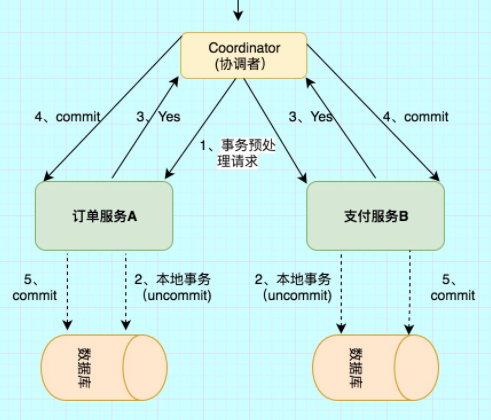 Coordinator
(协调者)
4、commit
3、Yes
1、事务预处
理请求
3、Yes
4、commit
订单服务A
支付服务B
5、
commit
2、本地事务
（uncommit)
2、本地事务
（uncommit)
5、
commit
数据库
数据库